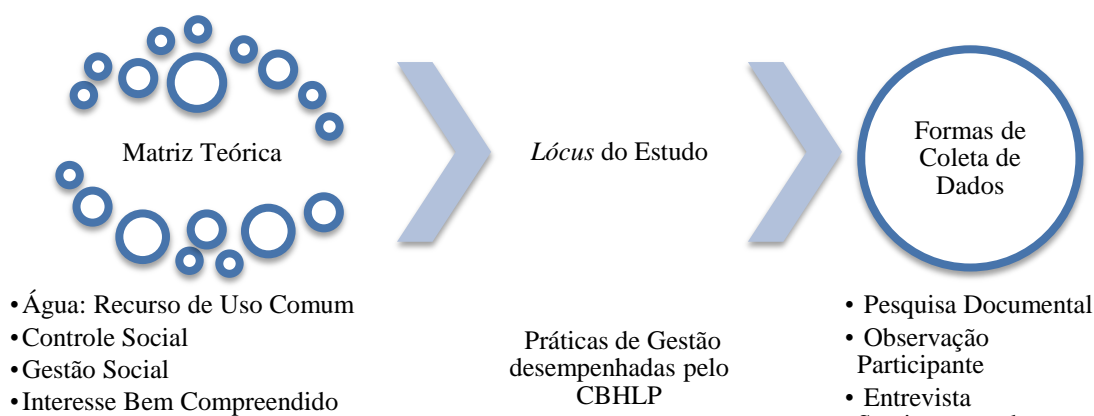 Matriz Teórica
• Água: Recurso de Uso Comum
• Controle Social
• Gestão Social
• Interesse Bem Compreendido
Lócus do Estudo
Práticas de Gestão
desempenhadas pelo
CBHLP
Formas de
Coleta de
Dados
• Pesquisa Documental
• Observação
Participante
• Entrevista